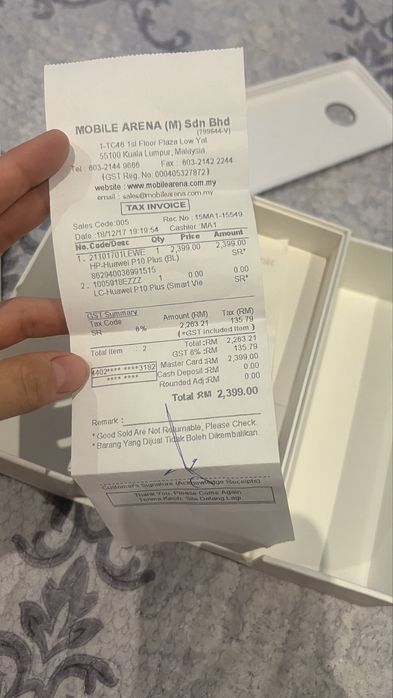 MOBILE ARENA (M) Sdn Bhd
(799844-V)
1-TC46 1st Floor Plaza Low Yat
55100 Kuala Lumpur, Malaysia.
Tel : 603-2144 9866 Fax : 603-2142 2244
(GST Reg. No:000405327872)
website : www.mobilearena.com.my
email : sales@mobilearena.com.my
TAX INVOICE
Sales Code:005 Rec No : 15MA1-15549
Date :18/12/17 19:19:54 Cashier :MA1
No.Code/Desc Qty Price Amount
1. 21101701LEWE 1 2,399.00 2,399.00
HP-Huawei P10 Plus (BL) SR*
862040036991515
2. 1005918EZZZ 1 0.00 0.00
LC-Huawei P10 Plus (Smart Vie SR*
GST Summary Amount (RM) Tax (RM)
Tax Code
SR 6% 2,263.21 135.79
(*GST Included Item )
Total Item 2 Total :RM 2,263.21
GST 6% :RM 135.79
4402**** ****3182 Master Card :RM 2,399.00
**** **** Cash Deposit :RM 0.00
Rounded Adj :RM 0.00
Total :RM 2,399.00
Remark :
* Good Sold Are Not Returnable, Please Check.
* Barang Yang Dijual Tidak Boleh Dikembalikan.
Customer's Signature (Acknowledge Receipts)
Thank You, Please Come Again
Terima Kasih, Sila Datang Lagi